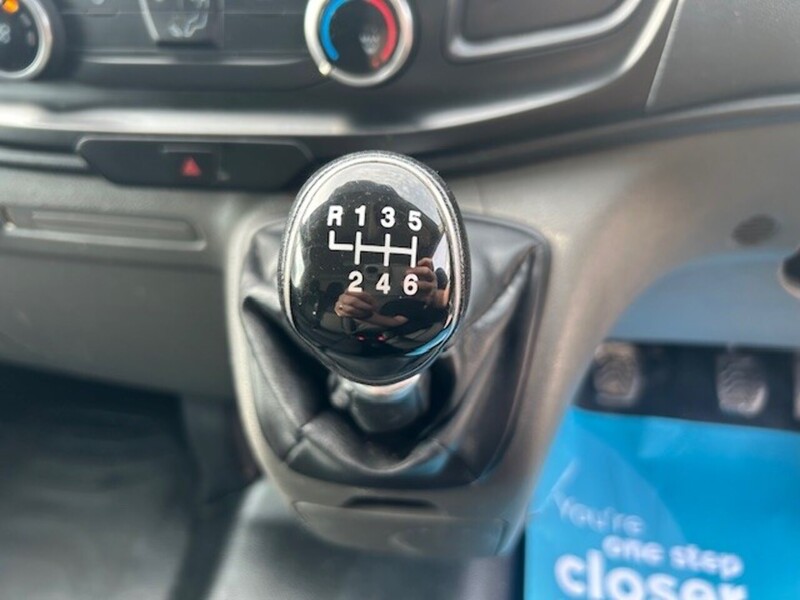 R 1 3 5
2 4 6
You're
one step
closer